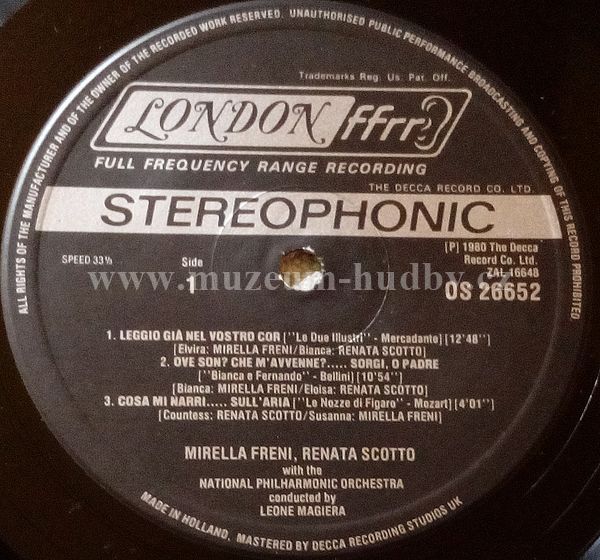 ALL RIGHTS OF THE MANUFACTURER AND OF THE OWNER OF THE RECORDED WORK RESERVED. UNAUTHORISED PUBLIC PERFORMANCE BROADCASTING AND COPYING OF THIS RECORD PROHIBITED.
Trademarks Reg. Us. Pat. Off.
LONDON ffrr
FULL FREQUENCY RANGE RECORDING
THE DECCA RECORD CO. LTD.
STEREOPHONIC
SPEED 33⅓
Side
1
[P] 1980 The Decca
Record Co. Ltd.
ZAL 16648
OS 26652
www.muzeum-hudby.cz
1. LEGGIO GIÀ NEL VOSTRO COR ["Le Due Illustri" - Mercadante] [12'48"]
[Elvira: MIRELLA FRENI/Bianca: RENATA SCOTTO]
2. OVE SON? CHE M'AVVENNE?..... SORGI, O PADRE
["Bianca e Fernando" - Bellini] [10'54"]
[Bianca: MIRELLA FRENI/Eloisa: RENATA SCOTTO]
3. COSA MI NARRI..... SULL'ARIA ["Le Nozze di Figaro" - Mozart] [4'01"]
[Countess: RENATA SCOTTO/Susanna: MIRELLA FRENI]
MIRELLA FRENI, RENATA SCOTTO
with the
NATIONAL PHILHARMONIC ORCHESTRA
conducted by
LEONE MAGIERA
MADE IN HOLLAND, MASTERED BY DECCA RECORDING STUDIOS UK